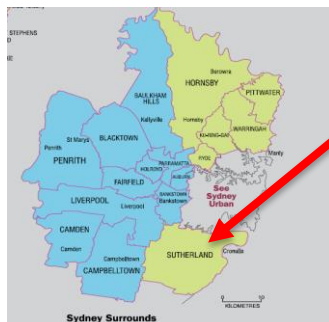 STEPHENS
HORNSBY
Berowra
PITTWATER
BAULKHAM
HILLS
Kellyville
Hornsby
KU-RING-GAI
WARRINGAH
BLACKTOWN
St Marys
Penrith
PENRITH
PARRAMATTA
RYDE
Manly
HOLROYD
AUBURN
FAIRFIELD
BANKSTOWN
Bankstown
See
Sydney
Urban
LIVERPOOL
Liverpool
CAMDEN
Camden
SUTHERLAND
Cronulla
Campbelltown
CAMPBELLTOWN
0
10
KILOMETRES
Sydney Surrounds